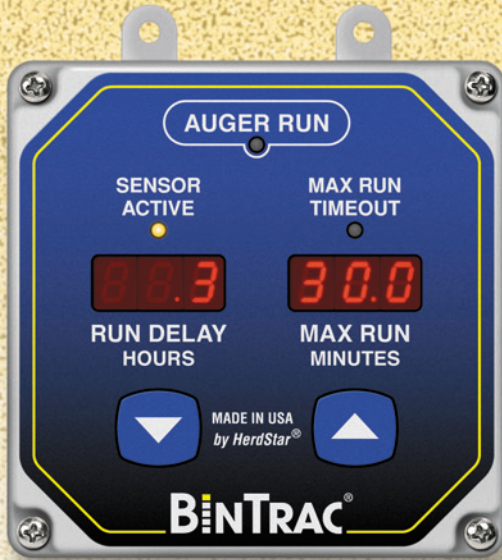 AUGER RUN
SENSOR
ACTIVE
MAX RUN
TIMEOUT
.3
30.0
RUN DELAY
HOURS
MAX RUN
MINUTES
MADE IN USA
by HerdStar®
BINTRAC®